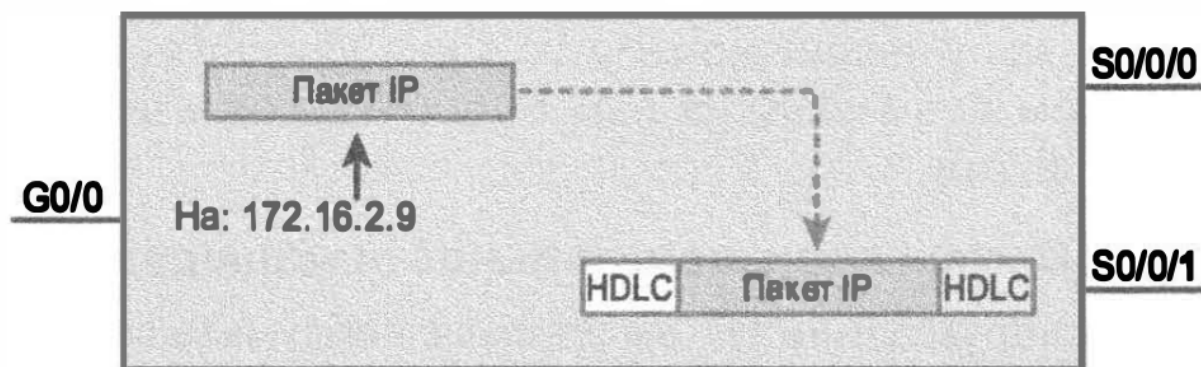 S0/0/0
Пакет IP
G0/0
На: 172.16.2.9
S0/0/1
HDLC Пакет IP HDLC